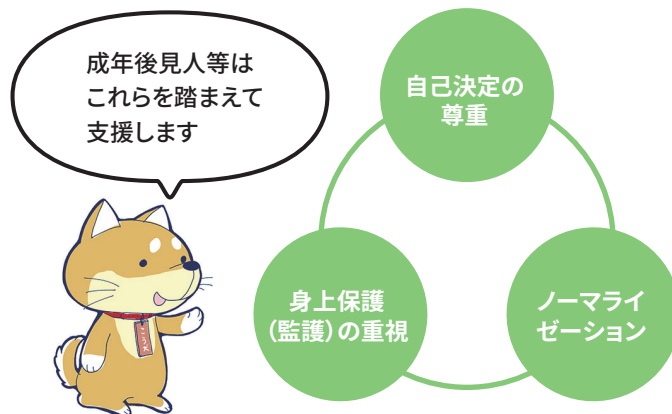 成年後見人等は
これらを踏まえて
支援します
自己決定の
尊重
身上保護
（監護）の重視
ノーマライ
ゼーション